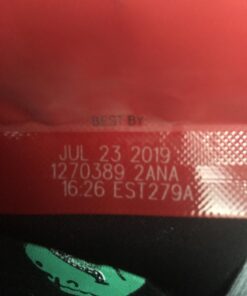 BEST BY
JUL 23 2019
1270389 2ANA
16:26 EST279A